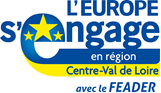 L'EUROPE
s'engage
en région
Centre-Val de Loire
avec le FEADER